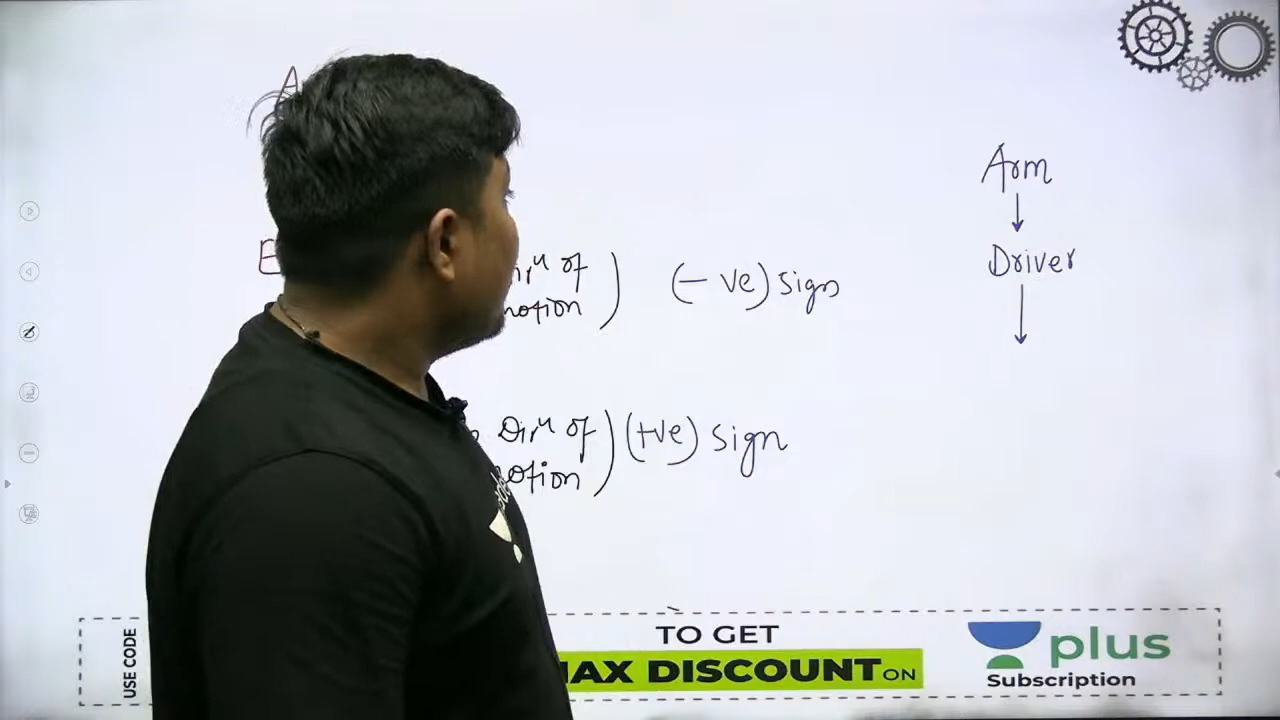 A
Arm
Driver
E
of
(-ve) sign
motion
Dirⁿ of
(+ve) sign
motion
USE CODE
TO GET
MAX DISCOUNT ON
plus
Subscription